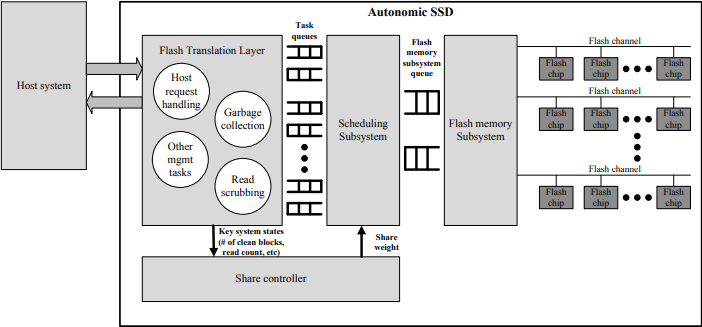 Autonomic SSD
Host system
Flash Translation Layer
Host
request
handling
Garbage
collection
Other
mgmt
tasks
Read
scrubbing
Task
queues
Scheduling
Subsystem
Flash
memory
subsystem
queue
Flash memory
Subsystem
Flash channel
Flash
chip
Flash
chip
Flash
chip
Flash channel
Flash
chip
Flash
chip
Flash
chip
Flash channel
Flash
chip
Flash
chip
Flash
chip
Key system states
(# of clean blocks,
read count, etc)
Share
weight
Share controller